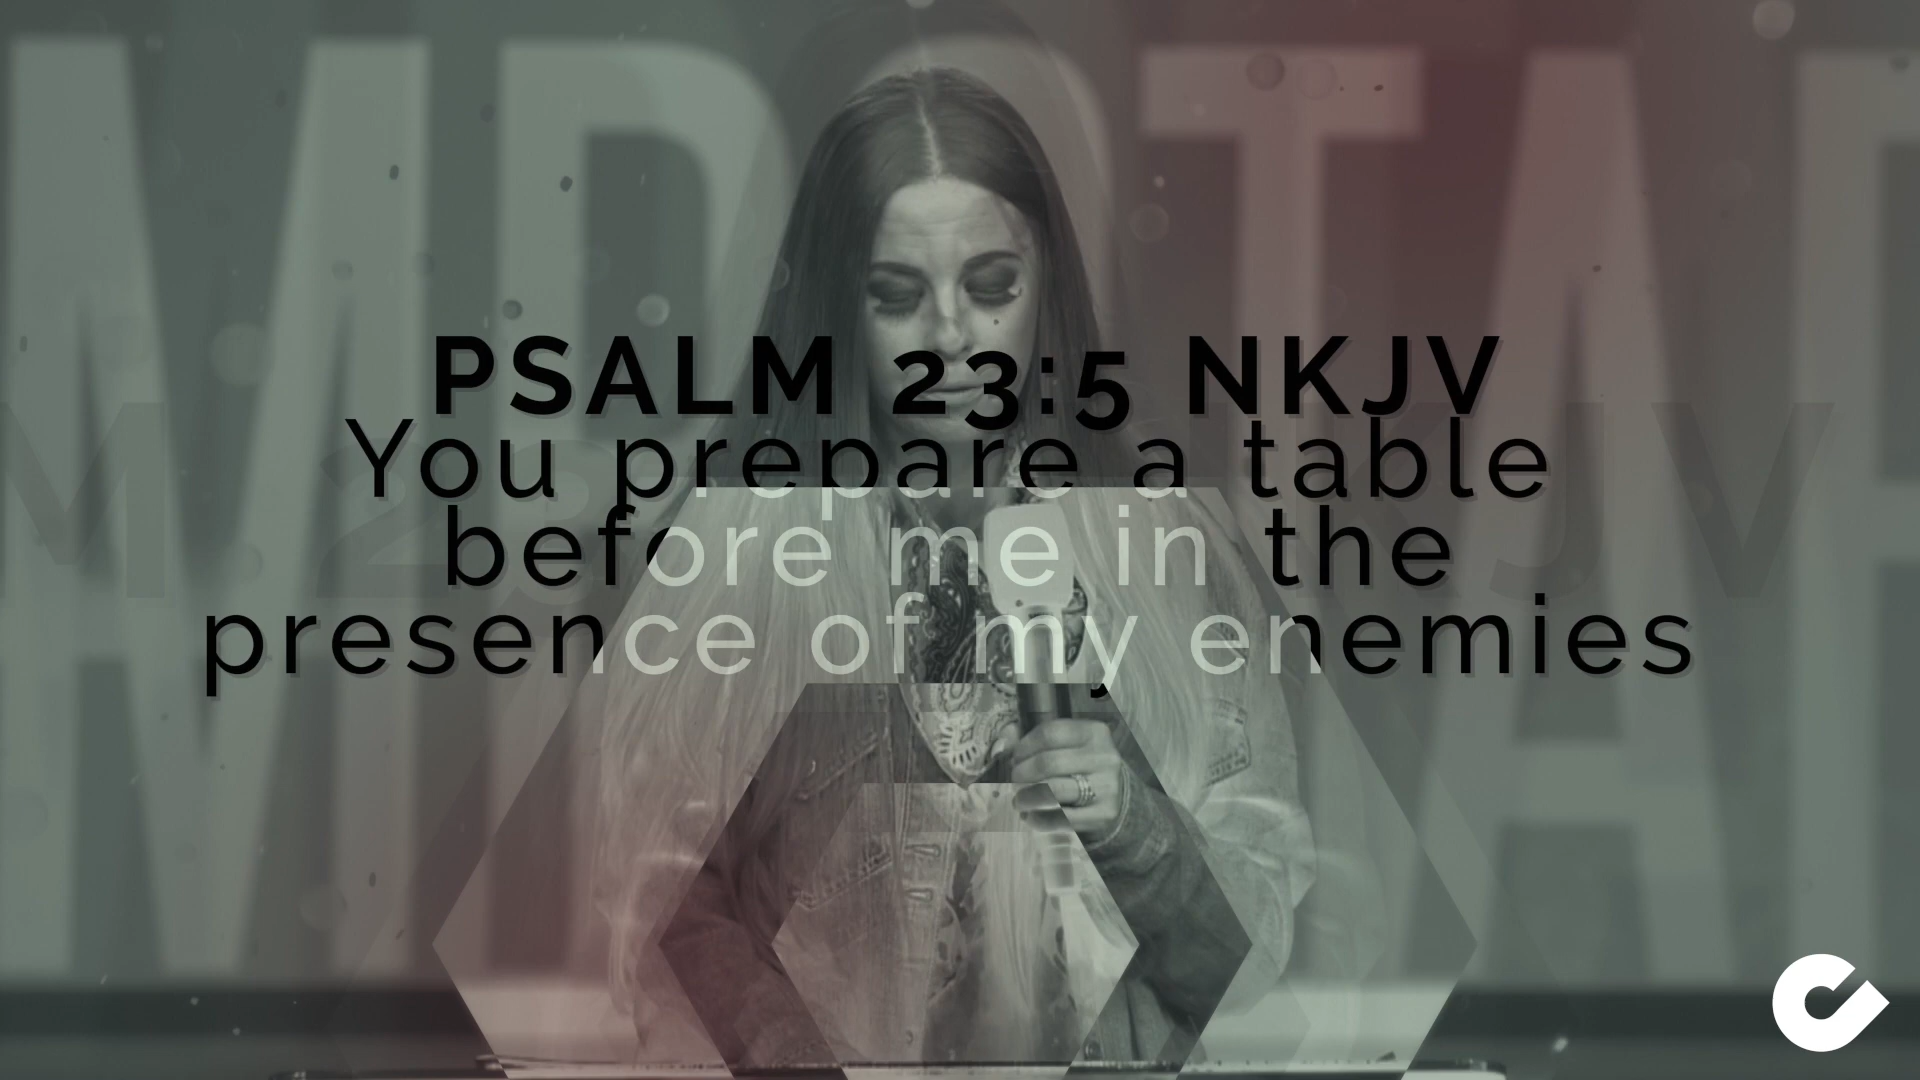 PSALM 23:5 NKJV
You prepare a table
before me in the
presence of my enemies